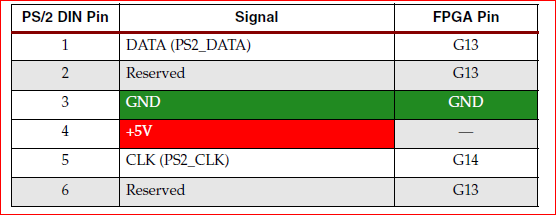 PS/2 DIN Pin Signal FPGA Pin
1 DATA (PS2_DATA) G13
2 Reserved G13
3 GND GND
4 +5V —
5 CLK (PS2_CLK) G14
6 Reserved G13